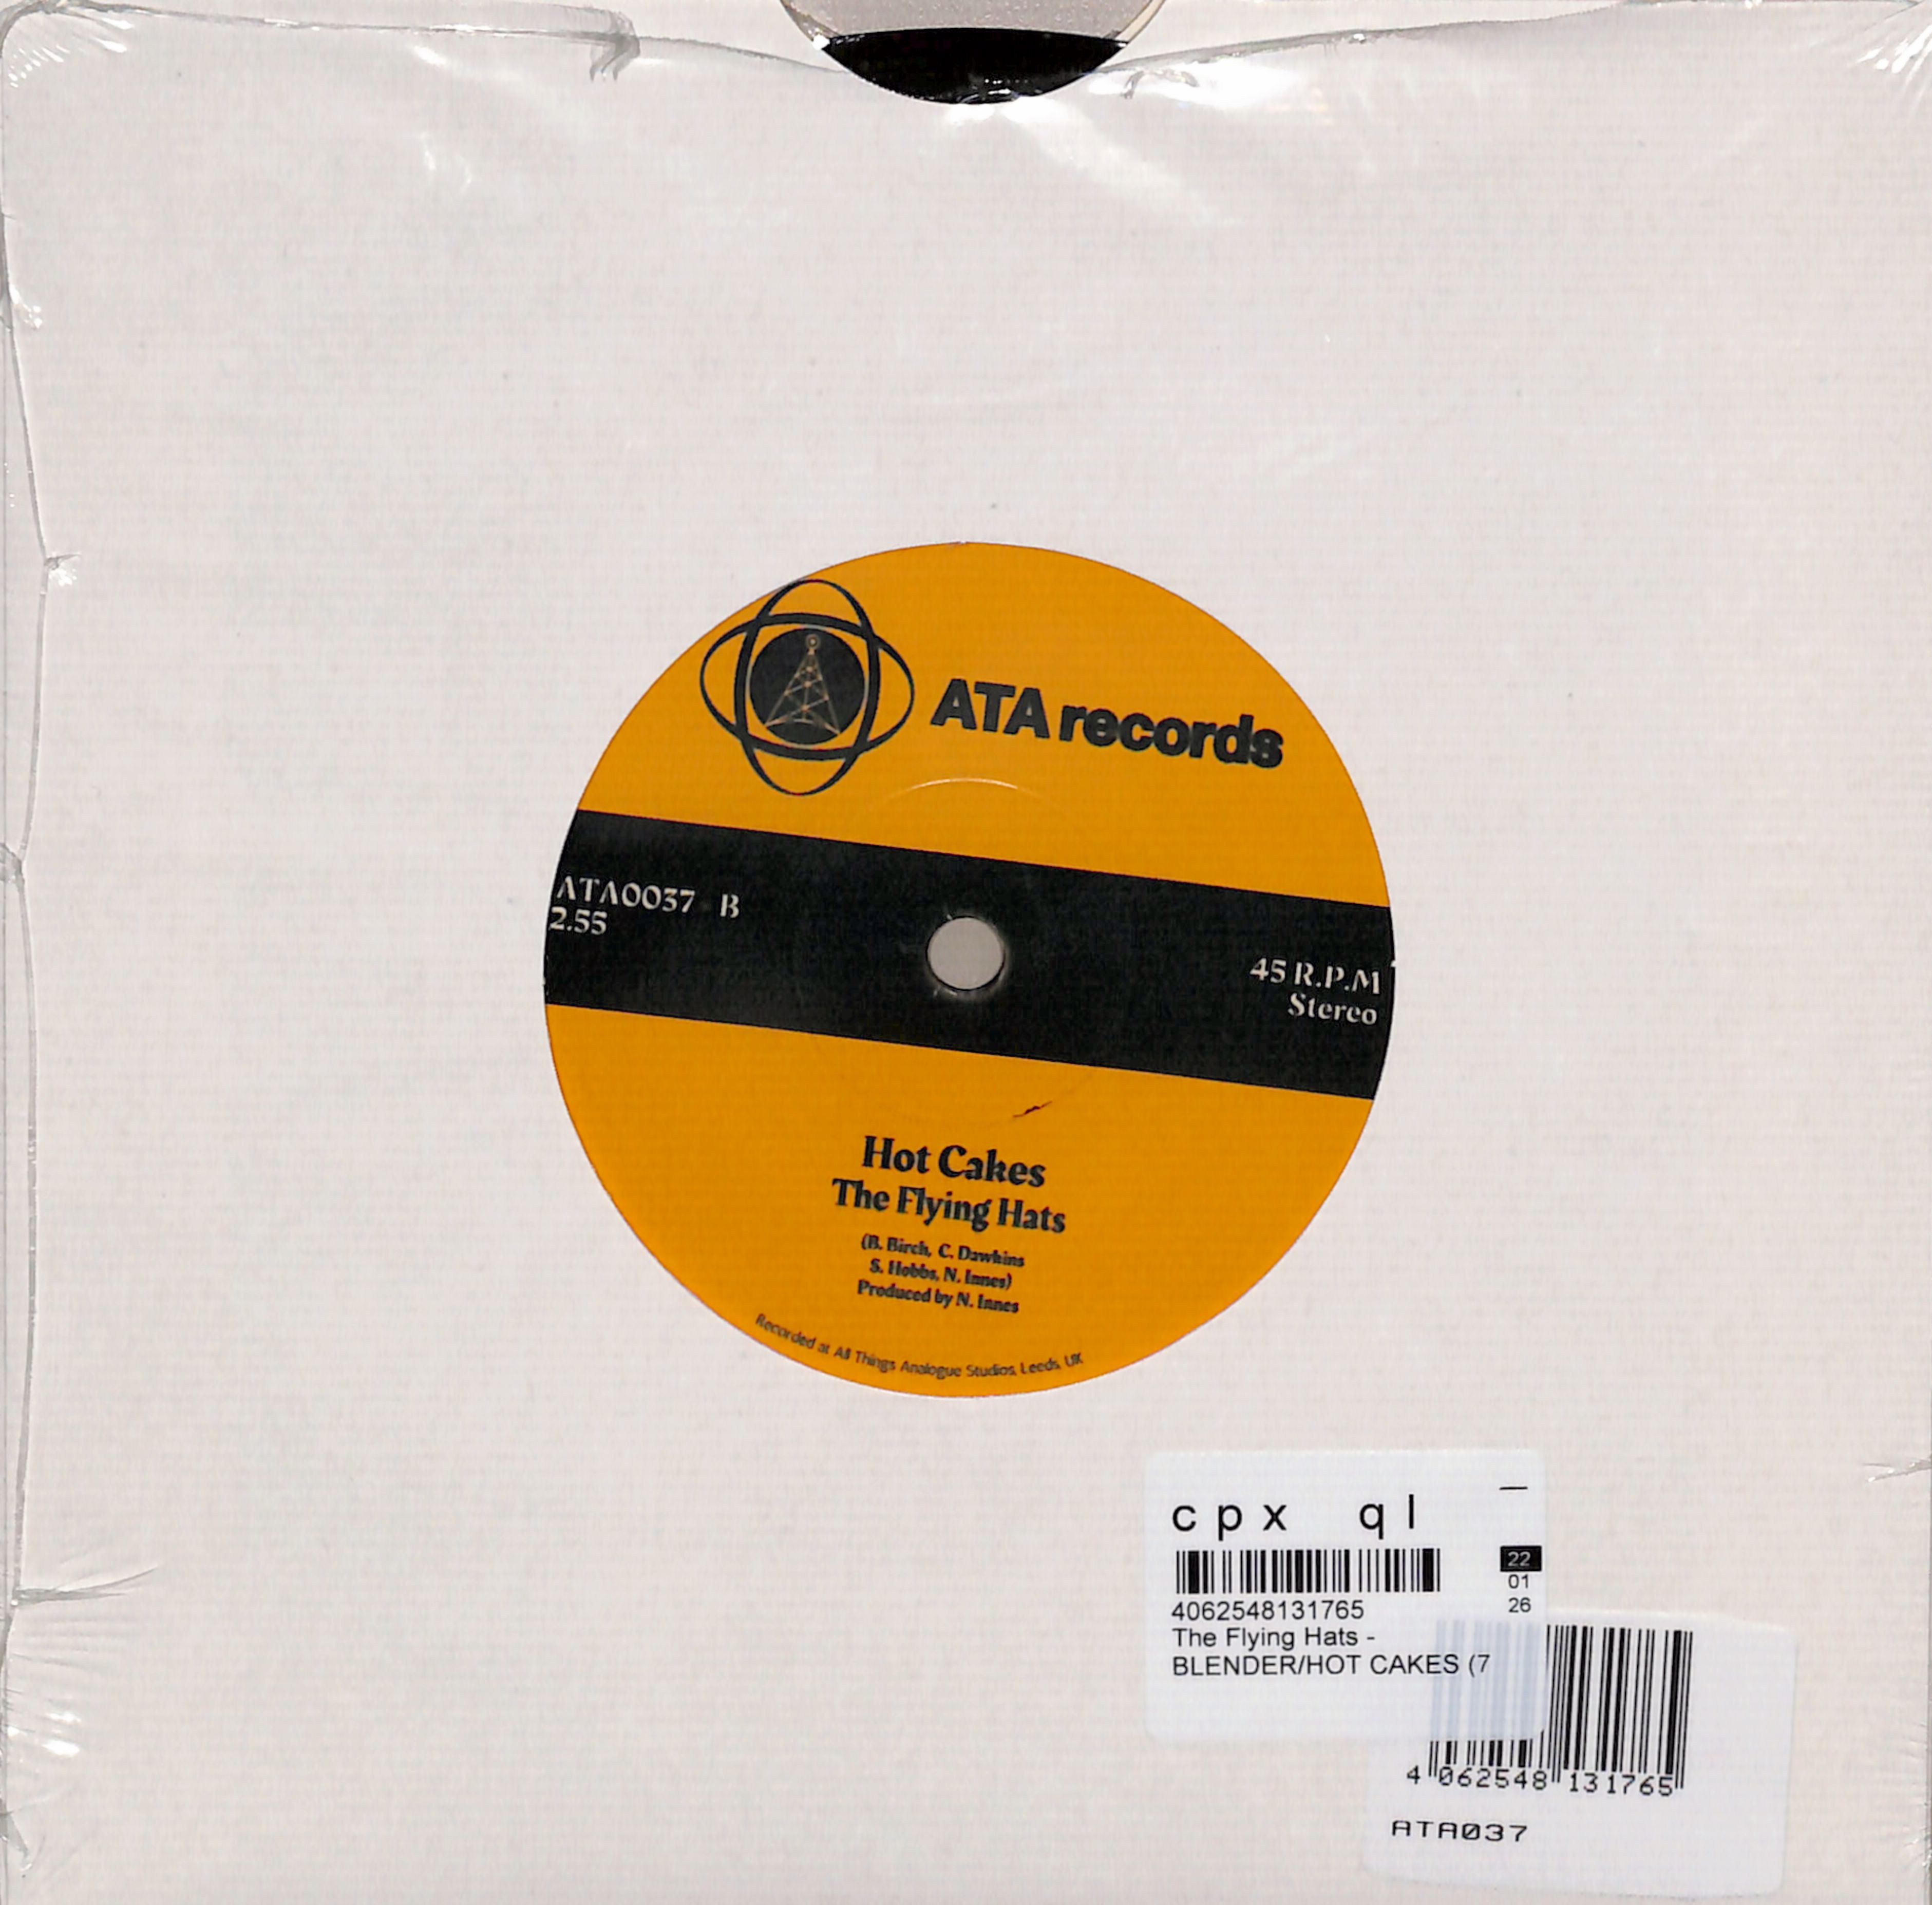 ATA records
ATA0037 B
2.55
45 R.P.M
Stereo
Hot Cakes
The Flying Hats
(B. Birch, C. Dawkins
S. Hobbs, N. Innes)
Produced by N. Innes
Recorded at All Things Analogue Studios, Leeds, UK
cpx ql
22
01
26
4062548131765
The Flying Hats -
BLENDER/HOT CAKES (7
4 062548 131765
ATA037